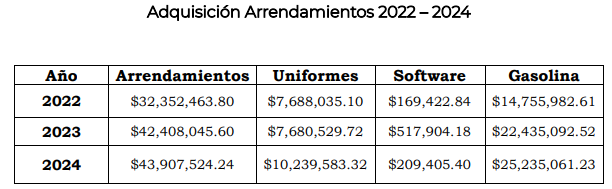 Adquisición Arrendamientos 2022 – 2024
Año Arrendamientos Uniformes Software Gasolina
2022 $32,352,463.80 $7,688,035.10 $169,422.84 $14,755,982.61
2023 $42,408,045.60 $7,680,529.72 $517,904.18 $22,435,092.52
2024 $43,907,524.24 $10,239,583.32 $209,405.40 $25,235,061.23